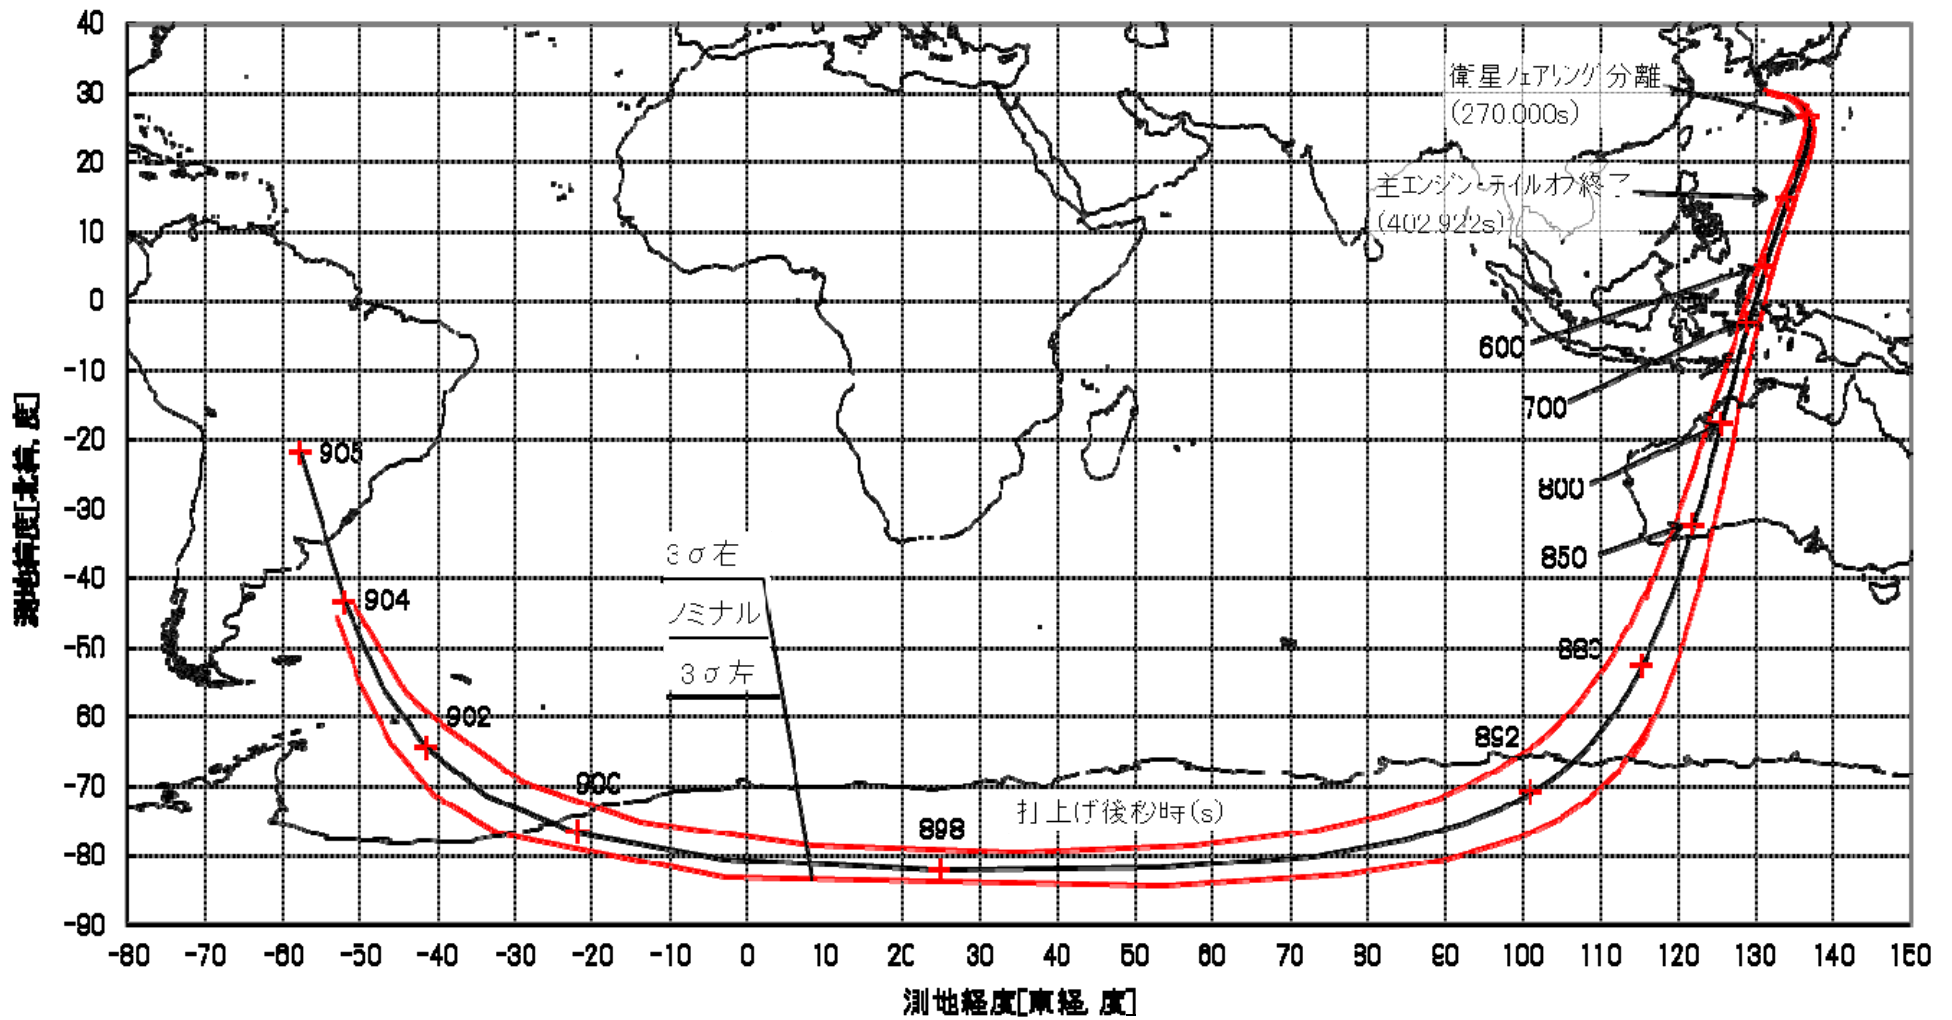 40
30
20
10
0
-10
-20
-30
-40
-50
60
-70
-80
-90
測地緯度[北緯,度]
衛星フェアリング分離
(270.000s)
主エンジン・テイルオフ終了
(402.922s)
600
700
800
850
880
892
898
900
902
904
905
3σ右
ノミナル
3σ左
打上げ後秒時(s)
-80 -70 -60 -50 -40 -30 -20 -10 0 10 20 30 40 50 60 70 80 90 100 110 120 130 140 150
測地経度[東経,度]